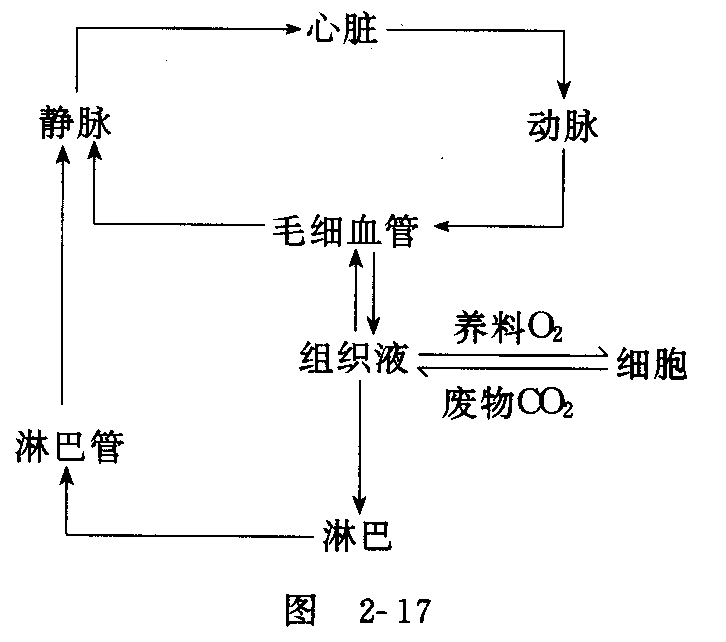 心脏
静脉
动脉
毛细血管
养料O₂
组织液
细胞
废物CO₂
淋巴管
淋巴
图 2-17